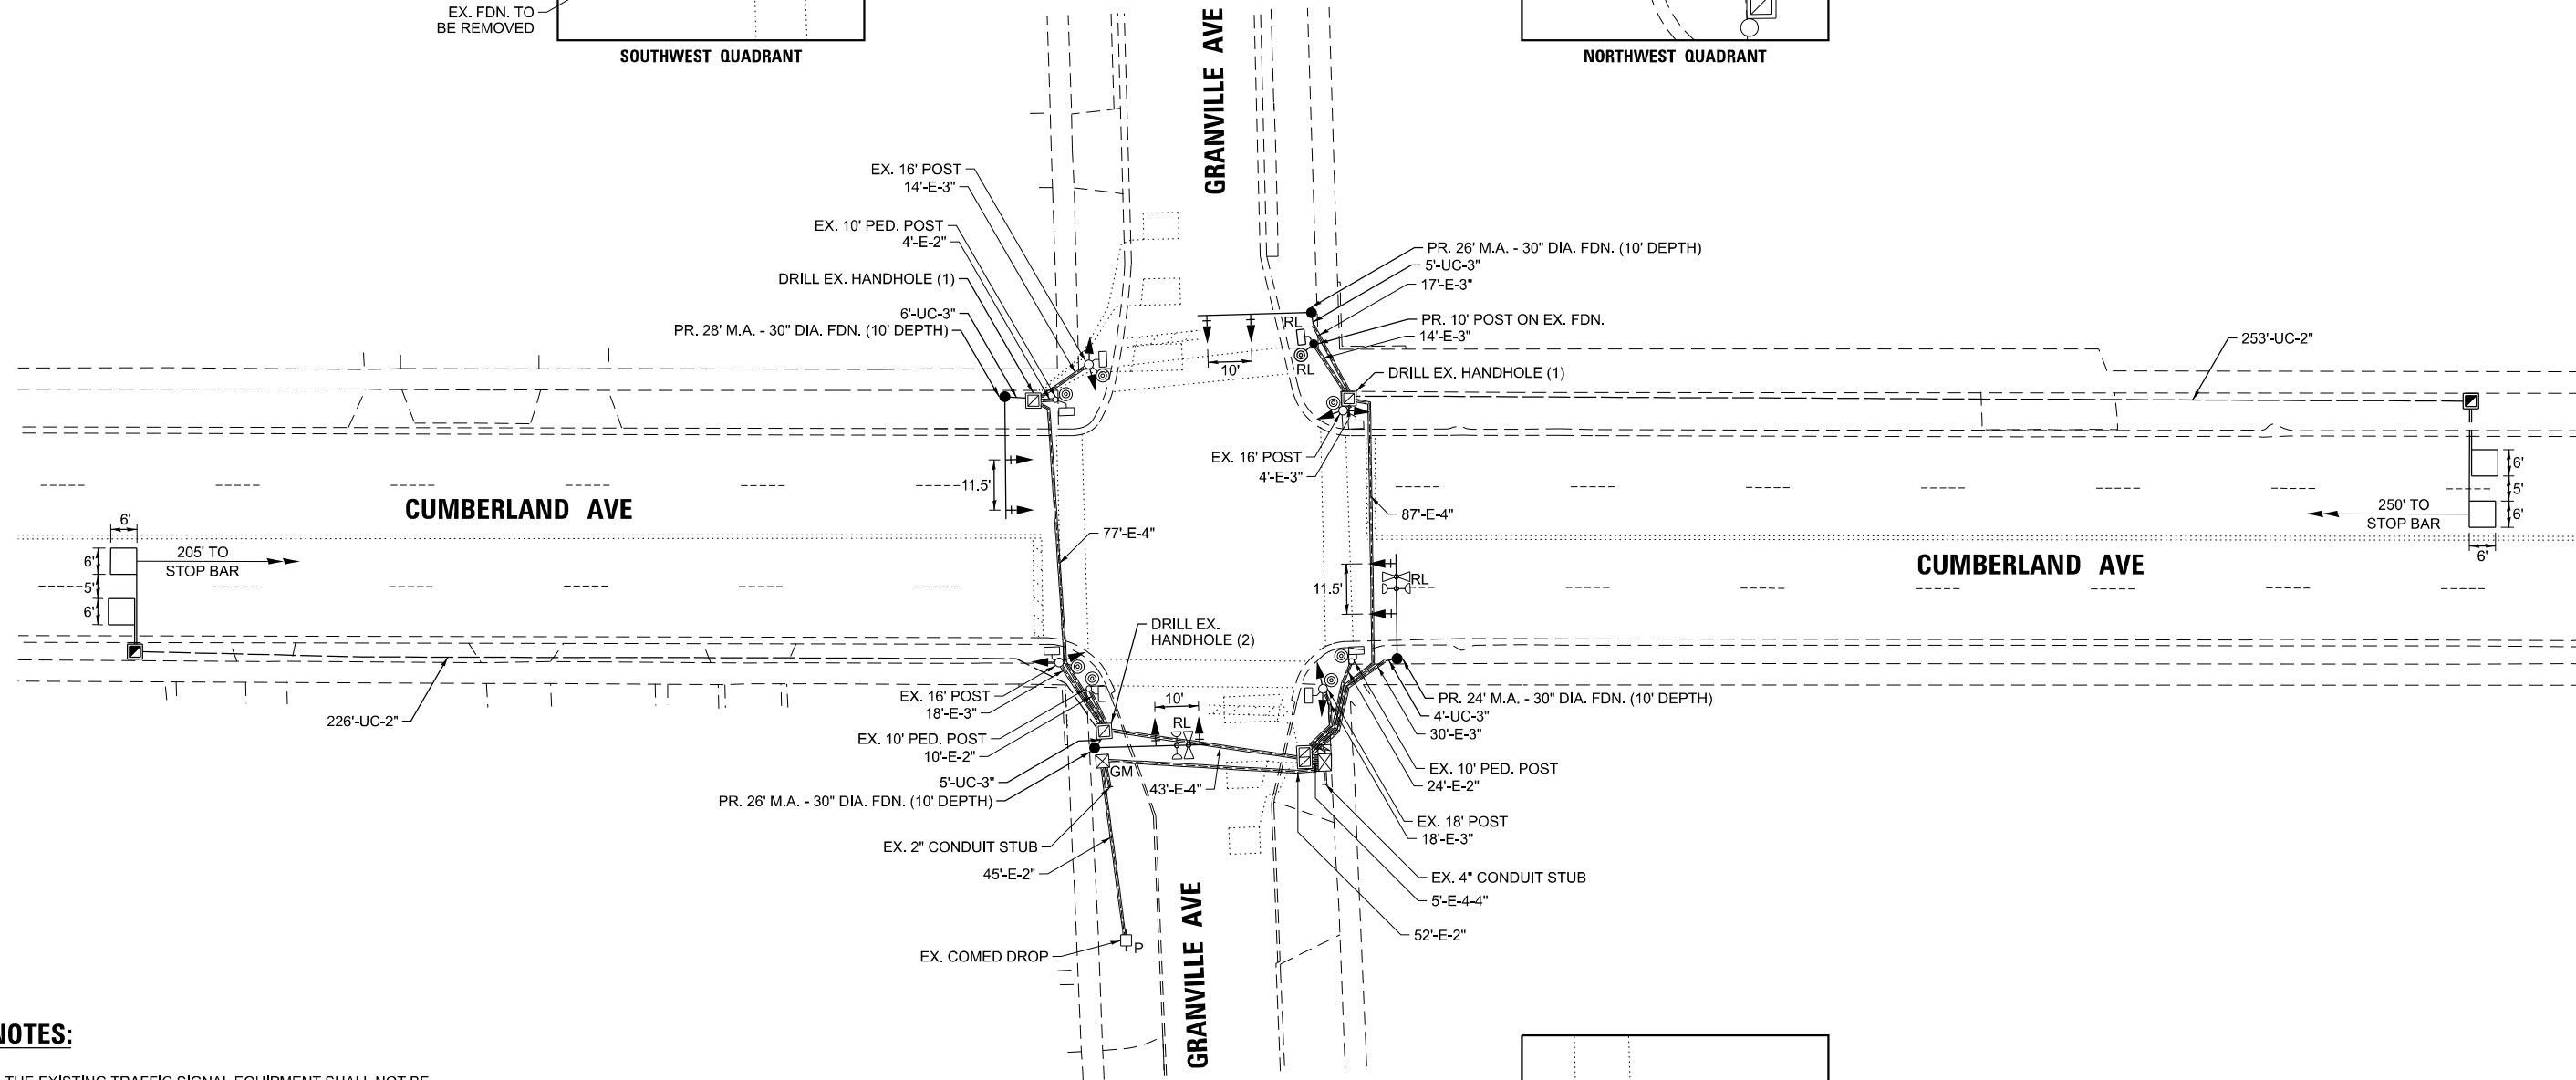 EX. FDN. TO
BE REMOVED
SOUTHWEST QUADRANT
NORTHWEST QUADRANT
GRANVILLE AVE
EX. 16' POST
14'-E-3"
EX. 10' PED. POST
4'-E-2"
DRILL EX. HANDHOLE (1)
6'-UC-3"
PR. 28' M.A. - 30" DIA. FDN. (10' DEPTH)
PR. 26' M.A. - 30" DIA. FDN. (10' DEPTH)
5'-UC-3"
17'-E-3"
RL
PR. 10' POST ON EX. FDN.
14'-E-3"
RL
10'
DRILL EX. HANDHOLE (1)
253'-UC-2"
EX. 16' POST
4'-E-3"
11.5'
CUMBERLAND AVE
87'-E-4"
77'-E-4"
6'
5'
6'
6'
250' TO
STOP BAR
6'
205' TO
STOP BAR
6'
5'
6'
11.5'
RL
CUMBERLAND AVE
DRILL EX.
HANDHOLE (2)
226'-UC-2"
EX. 16' POST
18'-E-3"
EX. 10' PED. POST
10'-E-2"
5'-UC-3"
PR. 26' M.A. - 30" DIA. FDN. (10' DEPTH)
10'
RL
GM
43'-E-4"
PR. 24' M.A. - 30" DIA. FDN. (10' DEPTH)
4'-UC-3"
30'-E-3"
EX. 10' PED. POST
24'-E-2"
EX. 18' POST
18'-E-3"
EX. 4" CONDUIT STUB
5'-E-4-4"
52'-E-2"
EX. 2" CONDUIT STUB
45'-E-2"
EX. COMED DROP
P
GRANVILLE AVE
NOTES:
THE EXISTING TRAFFIC SIGNAL EQUIPMENT SHALL NOT BE